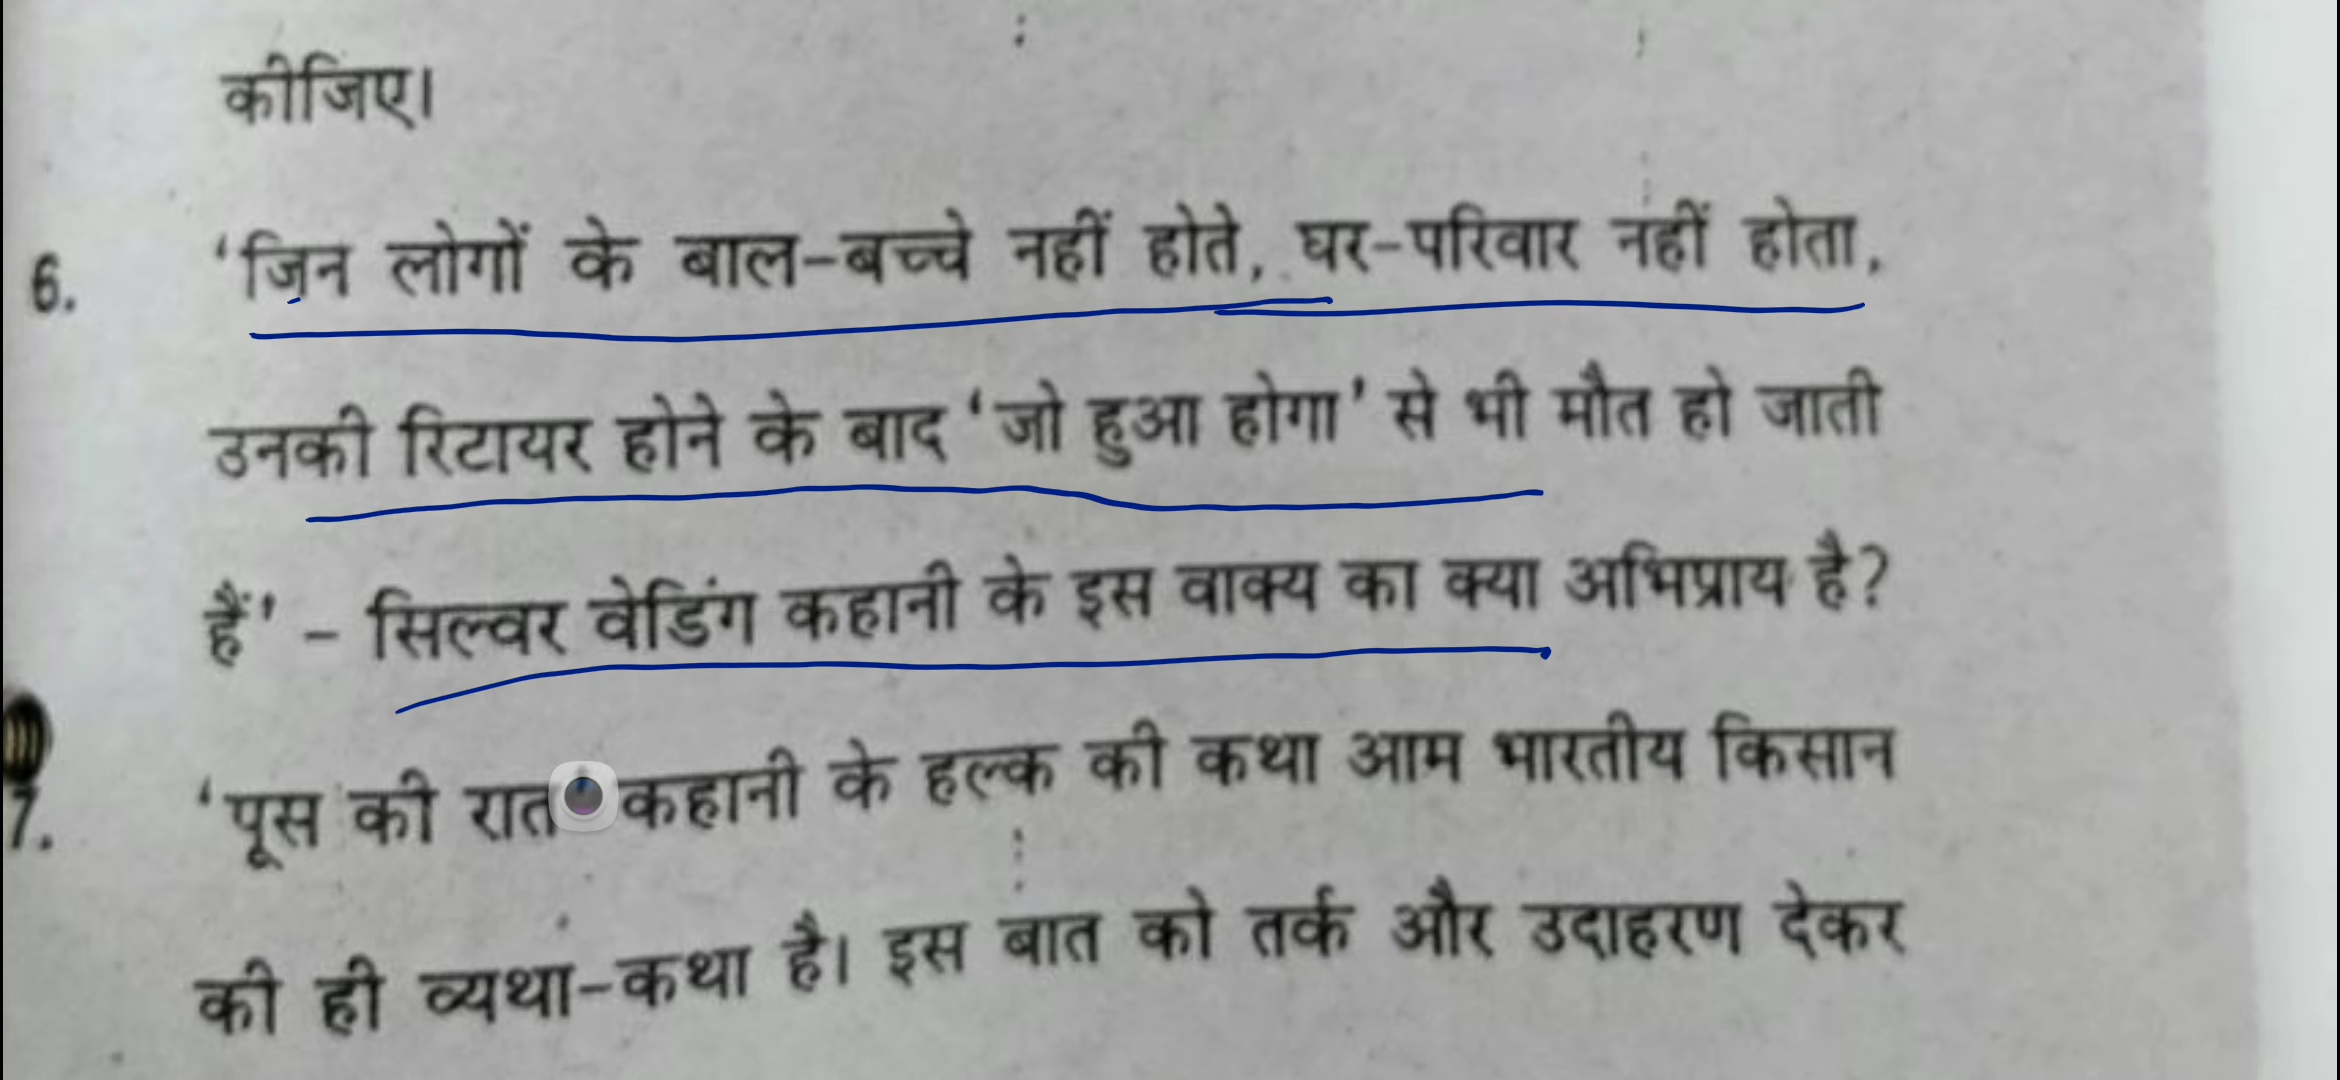 कीजिए।
6. 'जिन लोगों के बाल-बच्चे नहीं होते, घर-परिवार नहीं होता,
उनकी रिटायर होने के बाद 'जो हुआ होगा' से भी मौत हो जाती
हैं' - सिल्वर वेडिंग कहानी के इस वाक्य का क्या अभिप्राय है?
7. 'पूस की रात कहानी के हल्क की कथा आम भारतीय किसान
की ही व्यथा-कथा है। इस बात को तर्क और उदाहरण देकर